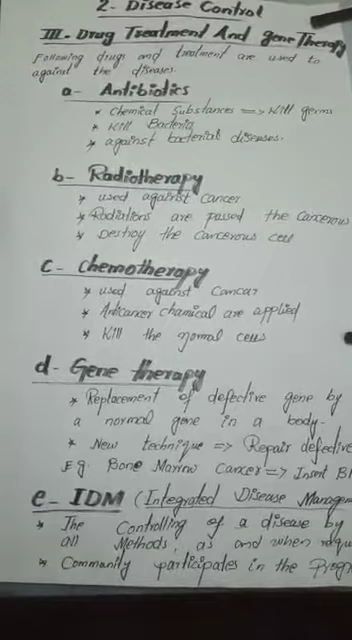 2- Disease Control
III- Drug Treatment And gene Therapy
Following drugs and treatment are used to
against the diseases.
a- Antibiotics
* Chemical Substances => Kill germs
* Kill Bacteria
* against bacterial diseases.
b- Radiotherapy
* used against cancer
* Radiations are passed the Cancerous
* Destroy the cancerous cell
C- Chemotherapy
* used against Cancer
* Anticancer chemical are applied
* Kill the normal cells
d- Gene therapy
* Replacement of defective gene by
a normal gene in a body-
* New technique => Repair defective
E.g. Bone Marrow Cancer => Insert
e- IDM (Integrated Disease
* The Controlling of a disease by
all Methods, as and when
* Community participates in the